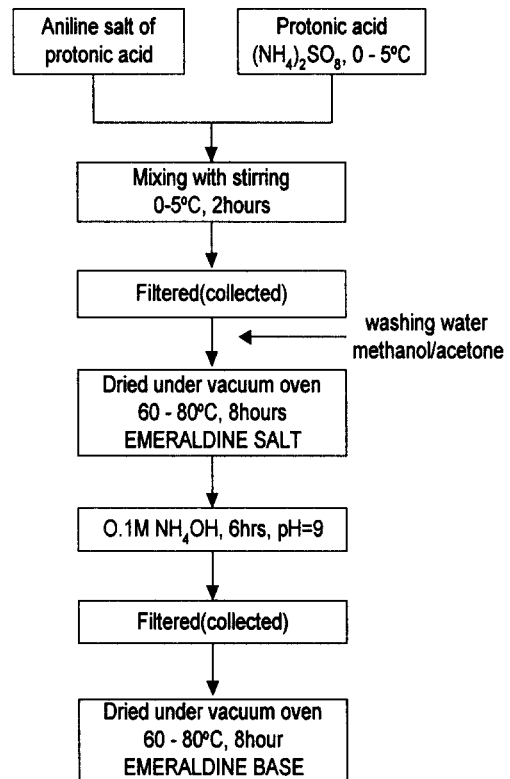 Aniline salt of
protonic acid
Protonic acid
(NH₄)₂SO₈, 0 - 5ºC
Mixing with stirring
0-5ºC, 2hours
Filtered(collected)
washing water
methanol/acetone
Dried under vacuum oven
60 - 80ºC, 8hours
EMERALDINE SALT
O.1M NH₄OH, 6hrs, pH=9
Filtered(collected)
Dried under vacuum oven
60 - 80ºC, 8hour
EMERALDINE BASE